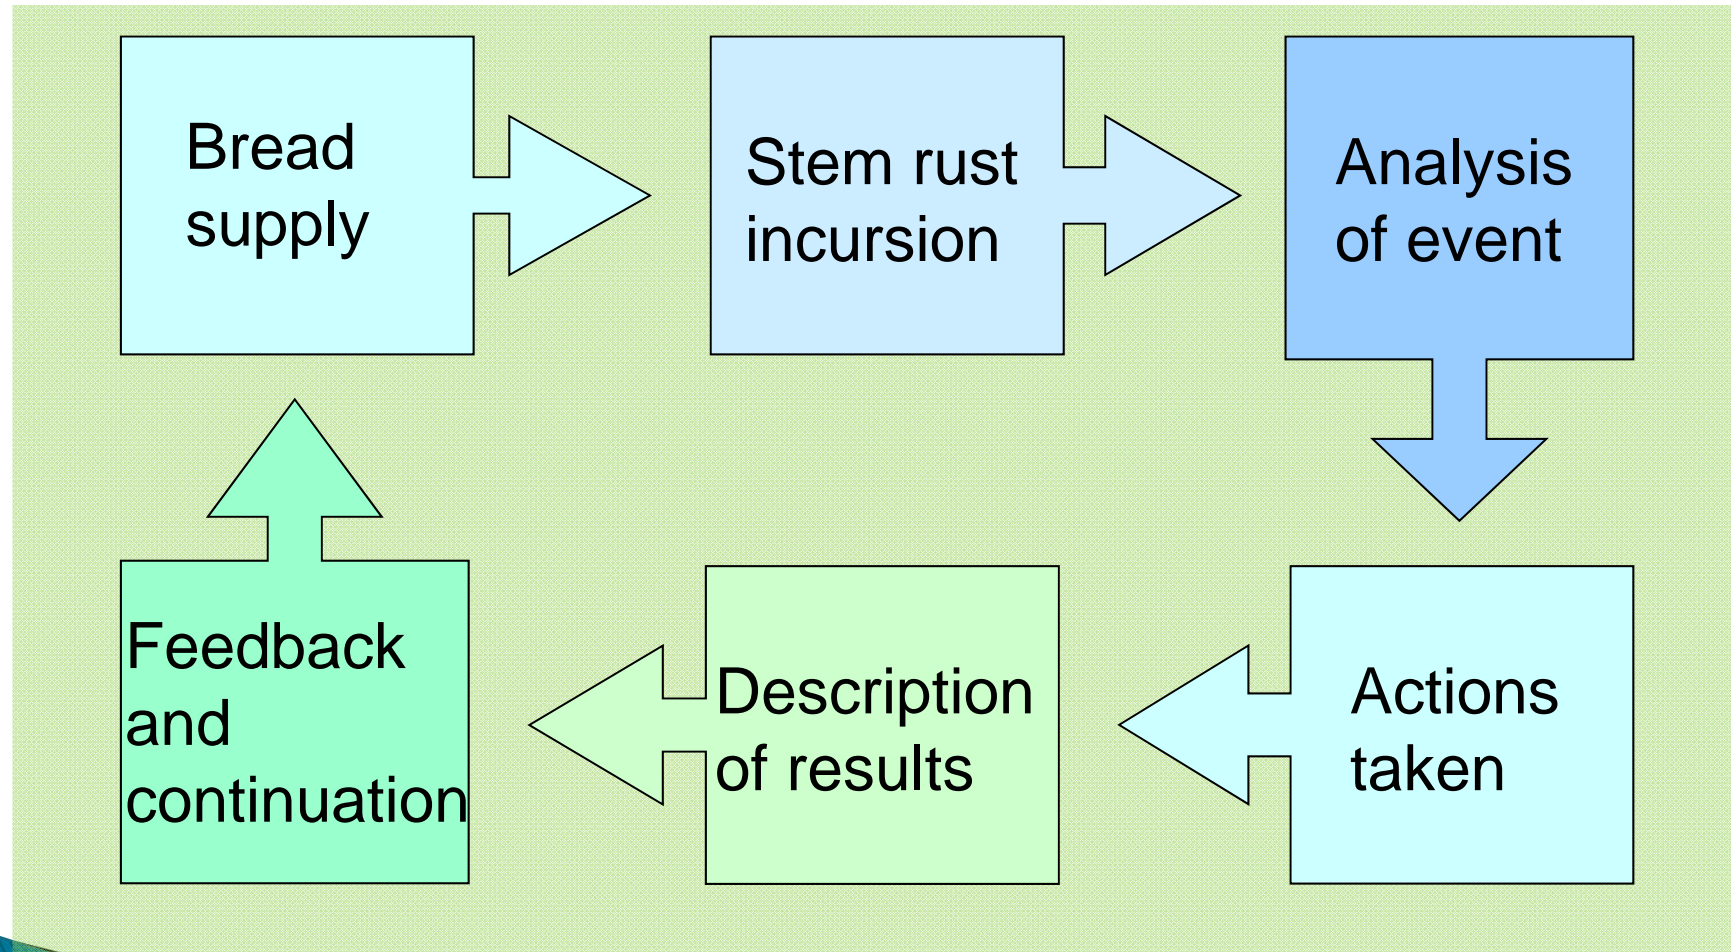 Bread
supply
Stem rust
incursion
Analysis
of event
Actions
taken
Description
of results
Feedback
and
continuation